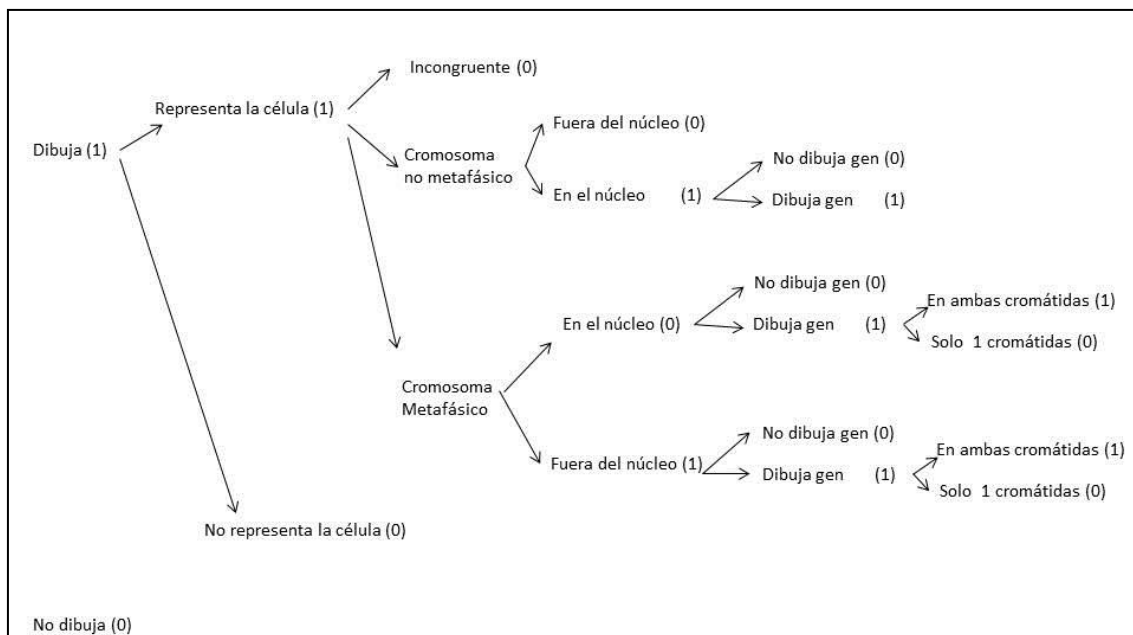 Incongruente (0)
Representa la célula (1)
Fuera del núcleo (0)
Dibuja (1)
Cromosoma
no metafásico
No dibuja gen (0)
En el núcleo (1)
Dibuja gen (1)
No dibuja gen (0)
En ambas cromátidas (1)
En el núcleo (0)
Dibuja gen (1)
Solo 1 cromátidas (0)
Cromosoma
Metafásico
No dibuja gen (0)
En ambas cromátidas (1)
Fuera del núcleo (1)
Dibuja gen (1)
Solo 1 cromátidas (0)
No representa la célula (0)
No dibuja (0)